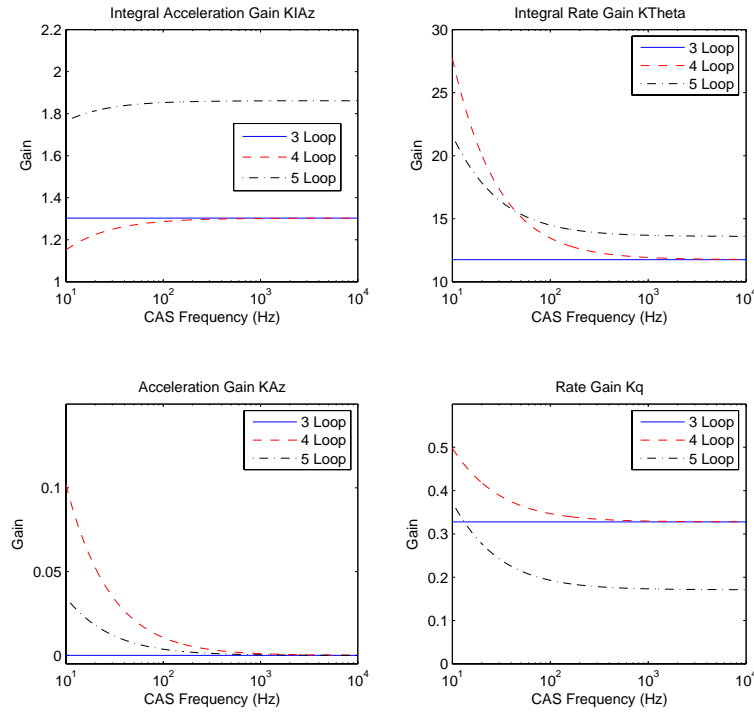 Integral Acceleration Gain KIAz
2.2
2
1.8
1.6
1.4
1.2
1
Gain
3 Loop
4 Loop
5 Loop
10^1 10^2 10^3 10^4
CAS Frequency (Hz)
Integral Rate Gain KTheta
30
25
20
15
10
Gain
3 Loop
4 Loop
5 Loop
10^1 10^2 10^3 10^4
CAS Frequency (Hz)
Acceleration Gain KAz
0.1
0.05
0
Gain
3 Loop
4 Loop
5 Loop
10^1 10^2 10^3 10^4
CAS Frequency (Hz)
Rate Gain Kq
0.5
0.4
0.3
0.2
0.1
0
Gain
3 Loop
4 Loop
5 Loop
10^1 10^2 10^3 10^4
CAS Frequency (Hz)